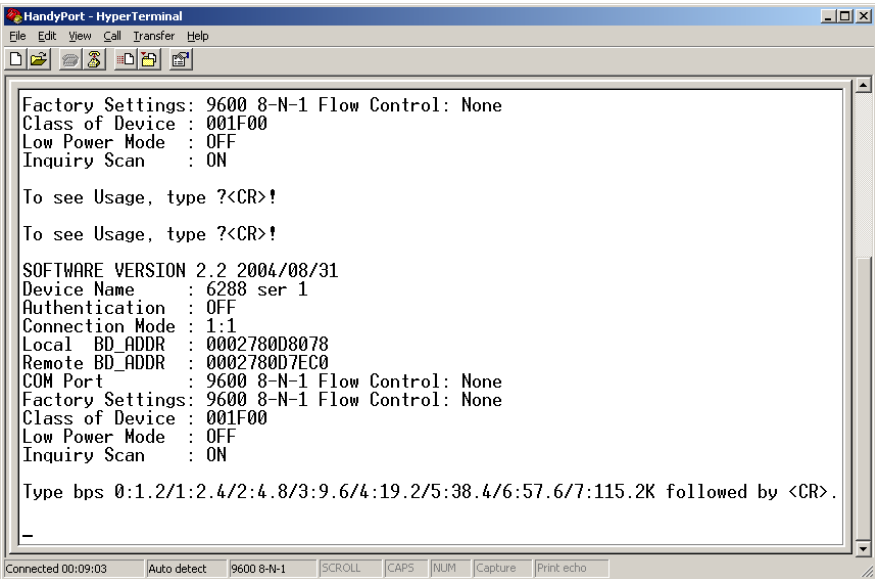 HandyPort - HyperTerminal
File Edit View Call Transfer Help
Factory Settings: 9600 8-N-1 Flow Control: None
Class of Device : 001F00
Low Power Mode  : OFF
Inquiry Scan    : ON
To see Usage, type ?<CR>!
To see Usage, type ?<CR>!
SOFTWARE VERSION 2.2 2004/08/31
Device Name     : 6288 ser 1
Authentication  : OFF
Connection Mode : 1:1
Local  BD_ADDR  : 0002780D8078
Remote BD_ADDR  : 0002780D7EC0
COM Port        : 9600 8-N-1 Flow Control: None
Factory Settings: 9600 8-N-1 Flow Control: None
Class of Device : 001F00
Low Power Mode  : OFF
Inquiry Scan    : ON
Type bps 0:1.2/1:2.4/2:4.8/3:9.6/4:19.2/5:38.4/6:57.6/7:115.2K followed by <CR>.
_
Connected 00:09:03 Auto detect 9600 8-N-1 SCROLL CAPS NUM Capture Print echo